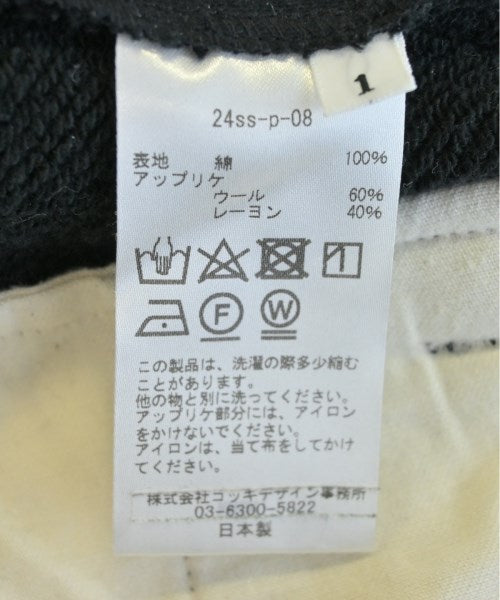 1
24ss-p-08
表地 綿 100%
アップリケ
ウール 60%
レーヨン 40%
F W
この製品は、洗濯の際多少縮む
ことがあります。
他の物と別に洗ってください。
アップリケ部分には、アイロン
をかけないでください。
アイロンは、当て布をしてかけ
てください。
株式会社ゴッキデザイン事務所
03-6300-5822
日本製